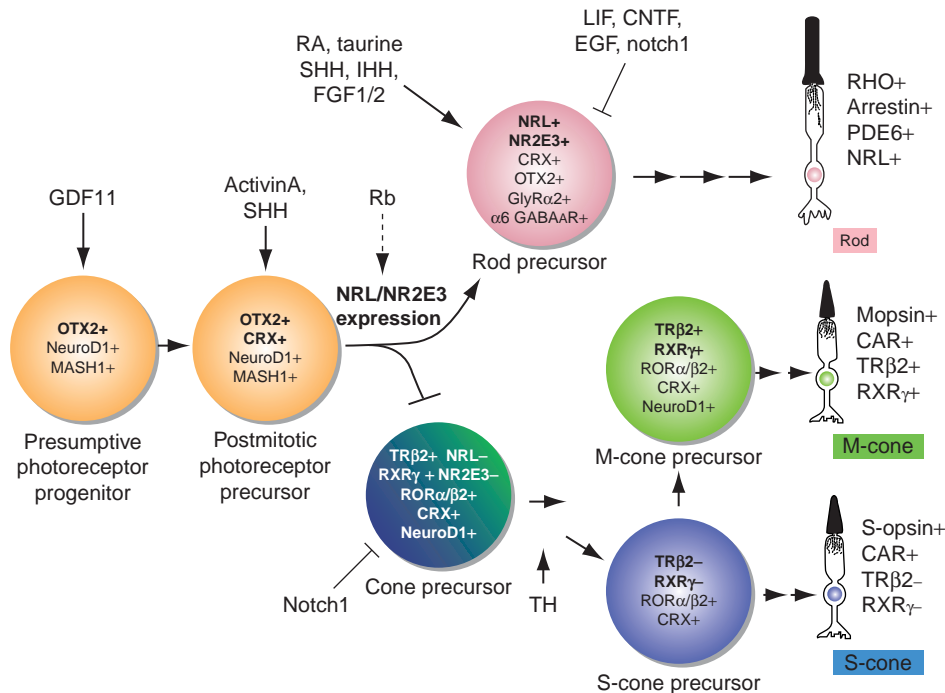 LIF, CNTF,
EGF, notch1
RA, taurine
SHH, IHH,
FGF1/2
NRL+
NR2E3+
CRX+
OTX2+
GlyRα2+
α6 GABAAR+
Rod precursor
RHO+
Arrestin+
PDE6+
NRL+
Rod
GDF11
ActivinA,
SHH
Rb
NRL/NR2E3
expression
OTX2+
NeuroD1+
MASH1+
Presumptive
photoreceptor
progenitor
OTX2+
CRX+
NeuroD1+
MASH1+
Postmitotic
photoreceptor
precursor
TRβ2+
RXRγ+
RORα/β2+
CRX+
NeuroD1+
M-cone precursor
Mopsin+
CAR+
TRβ2+
RXRγ+
M-cone
TRβ2+ NRL–
RXRγ + NR2E3–
RORα/β2+
CRX+
NeuroD1+
Cone precursor
Notch1
TH
TRβ2–
RXRγ–
RORα/β2+
CRX+
S-cone precursor
S-opsin+
CAR+
TRβ2–
RXRγ–
S-cone